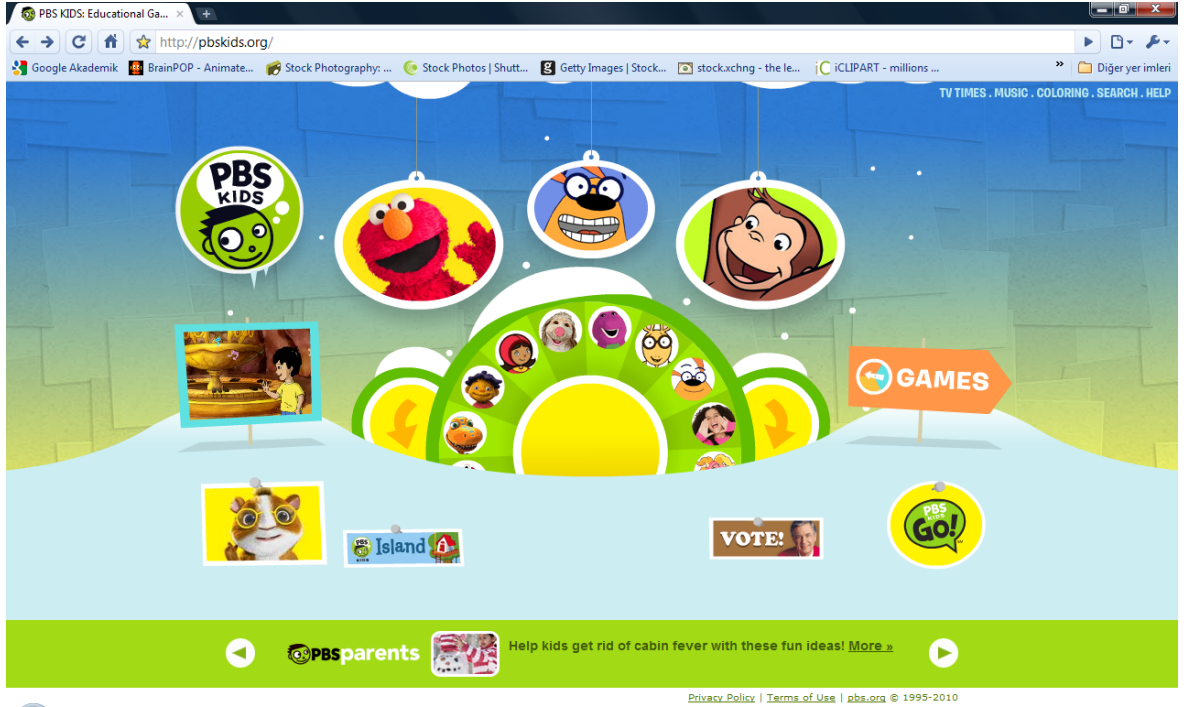 PBS KIDS: Educational Ga...
http://pbskids.org/
Google Akademik BrainPOP - Animate... Stock Photography: ... Stock Photos | Shutt... Getty Images | Stock... stock.xchng - the le... iCLIPART - millions ... » Diğer yer imleri
TV TIMES . MUSIC . COLORING . SEARCH . HELP
PBS
KIDS
GAMES
PBS
KIDS
Island
VOTE!
PBS
KIDS
GO!
PBSparents
Help kids get rid of cabin fever with these fun ideas! More »
Privacy Policy | Terms of Use | pbs.org © 1995-2010